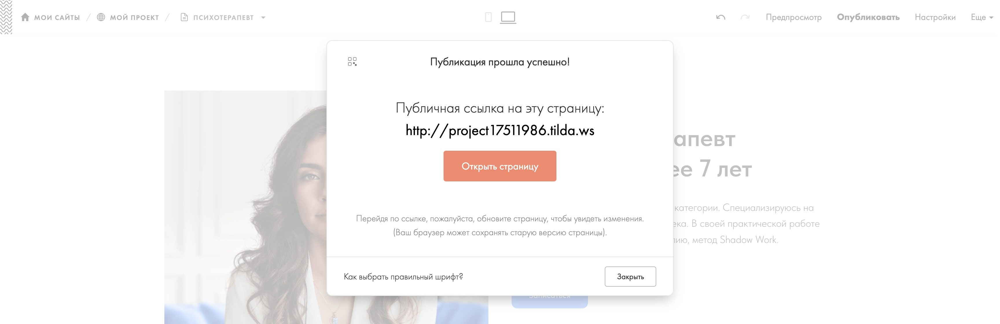 МОИ САЙТЫ / МОЙ ПРОЕКТ / ПСИХОТЕРАПЕВТ
Предпросмотр Опубликовать Настройки Еще
Публикация прошла успешно!
Публичная ссылка на эту страницу:
http://project17511986.tilda.ws
Открыть страницу
Перейдя по ссылке, пожалуйста, обновите страницу, чтобы увидеть изменения.
(Ваш браузер может сохранять старую версию страницы).
Как выбрать правильный шрифт?
Закрыть
апевт
ее 7 лет
категории. Специализируюсь на
ека. В своей практической работе
ию, метод Shadow Work.
Записаться